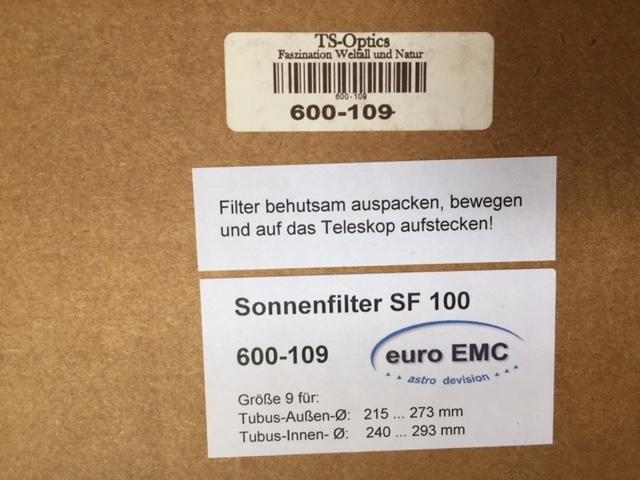 TS-Optics
Faszination Weltall und Natur
600-109
600-109
Filter behutsam auspacken, bewegen
und auf das Teleskop aufstecken!
Sonnenfilter SF 100
600-109
euro EMC
astro devision
Größe 9 für:
Tubus-Außen-Ø: 215 ... 273 mm
Tubus-Innen- Ø: 240 ... 293 mm